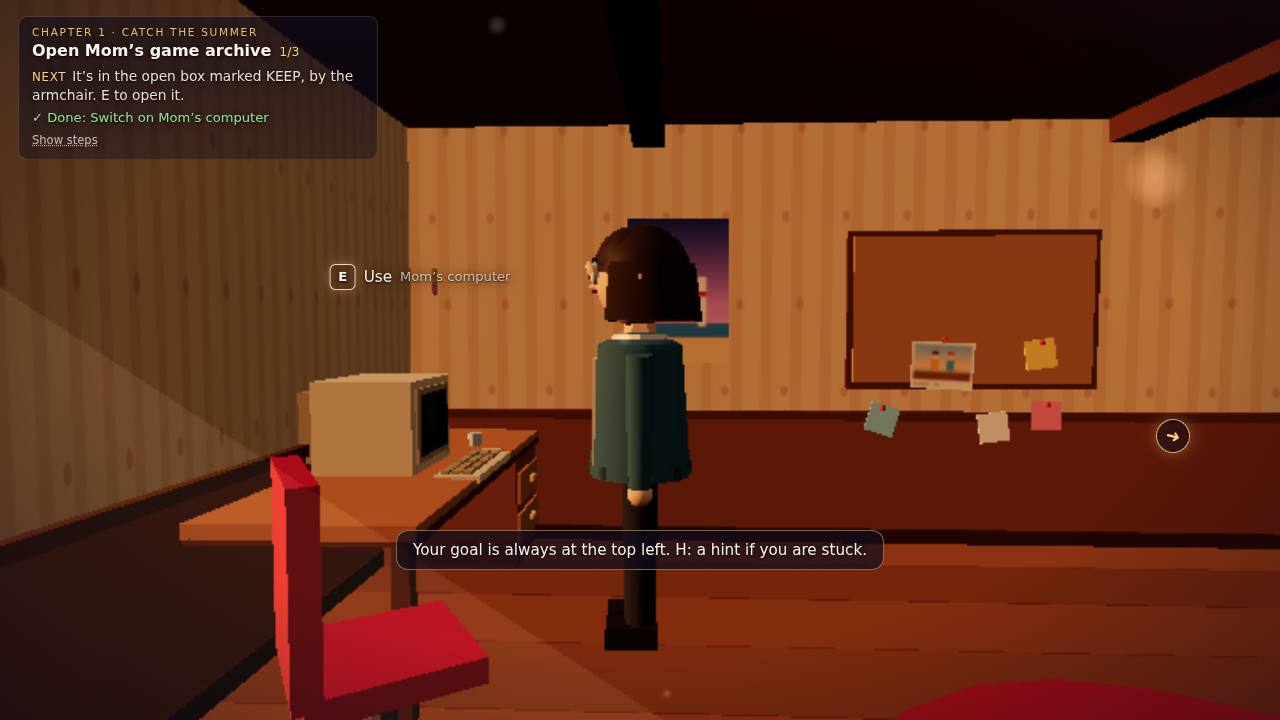 CHAPTER 1 · CATCH THE SUMMER
Open Mom’s game archive 1/3
NEXT It’s in the open box marked KEEP, by the
armchair. E to open it.
✓ Done: Switch on Mom’s computer
Show steps
E Use Mom’s computer
Your goal is always at the top left. H: a hint if you are stuck.